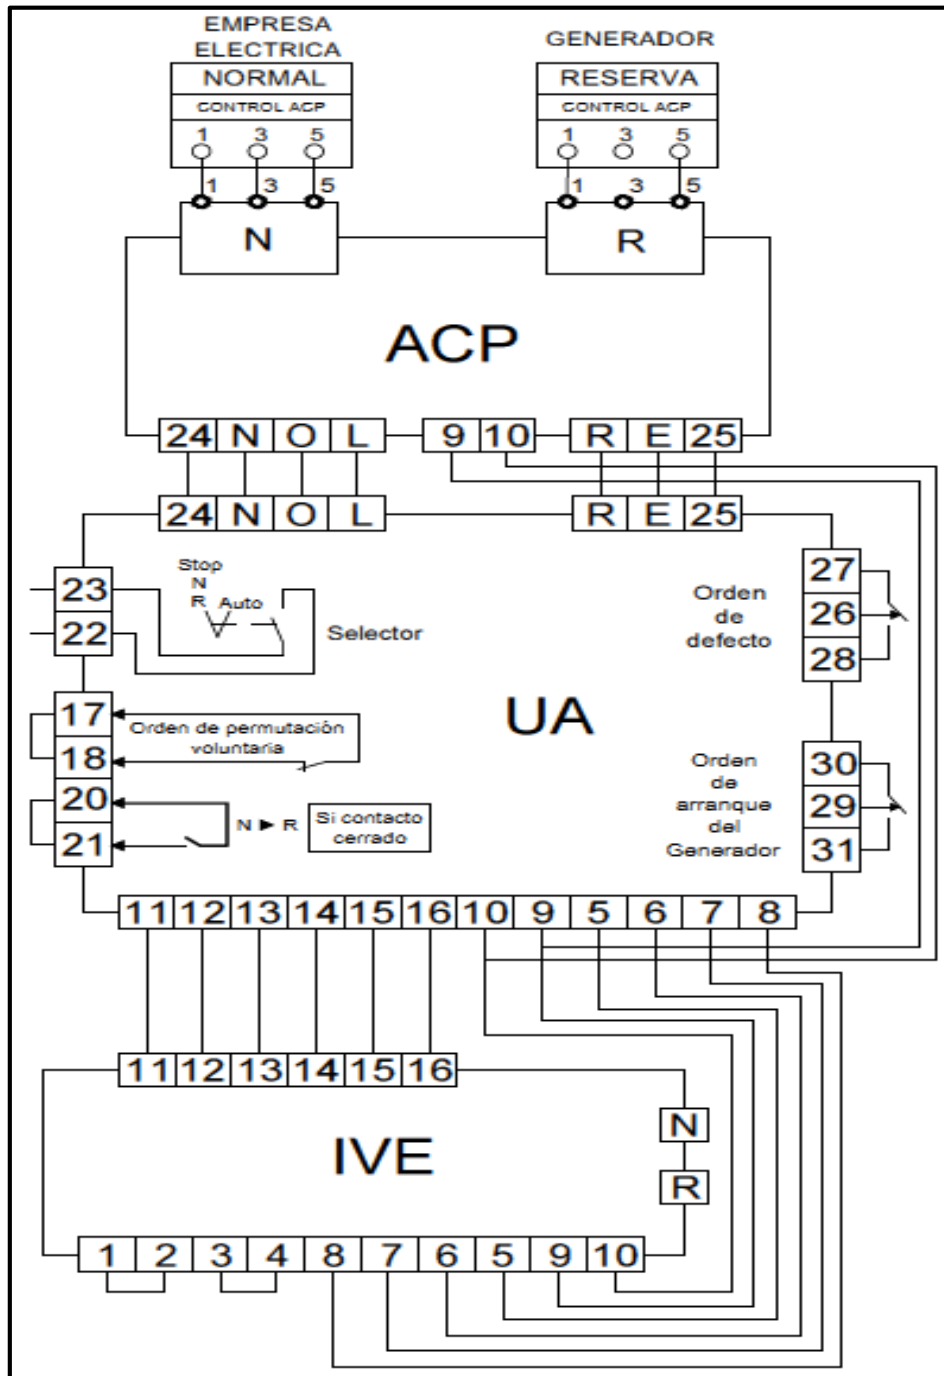 EMPRESA
ELECTRICA
NORMAL
CONTROL ACP
1 3 5
1 3 5
N
GENERADOR
RESERVA
CONTROL ACP
1 3 5
1 3 5
R
ACP
24 N O L 9 10 R E 25
24 N O L R E 25
23
22
Stop
N
R Auto
Selector
17
18
Orden de permutación
voluntaria
20
21
N ► R
Si contacto
cerrado
UA
Orden
de
defecto
27
26
28
Orden
de
arranque
del
Generador
30
29
31
11 12 13 14 15 16 10 9 5 6 7 8
11 12 13 14 15 16
IVE
N
R
1 2 3 4 8 7 6 5 9 10